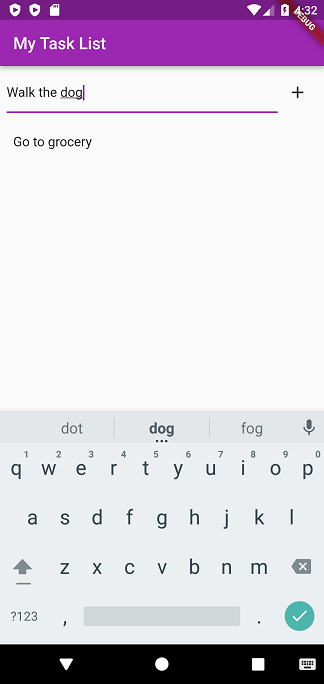 4:32
DEBUG
My Task List
Walk the dog
+
Go to grocery
dot dog fog
1 2 3 4 5 6 7 8 9 0
q w e r t y u i o p
a s d f g h j k l
z x c v b n m
?123 , .